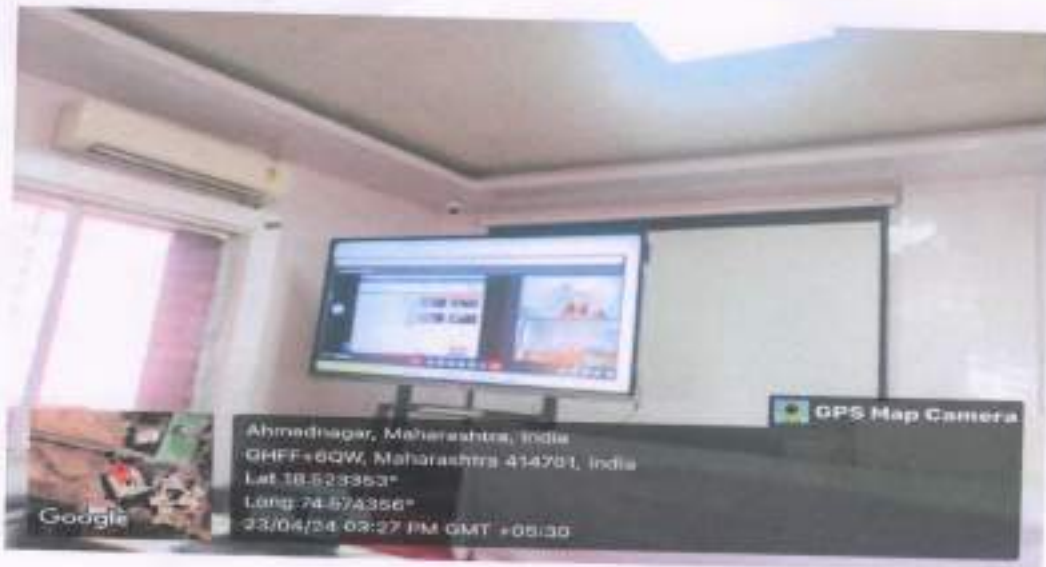 GPS Map Camera
Ahmednagar, Maharashtra, India
GHFF+6QW, Maharashtra 414701, India
Lat 18.523353°
Long 74.574356°
23/04/24 03:27 PM GMT +05:30
Google